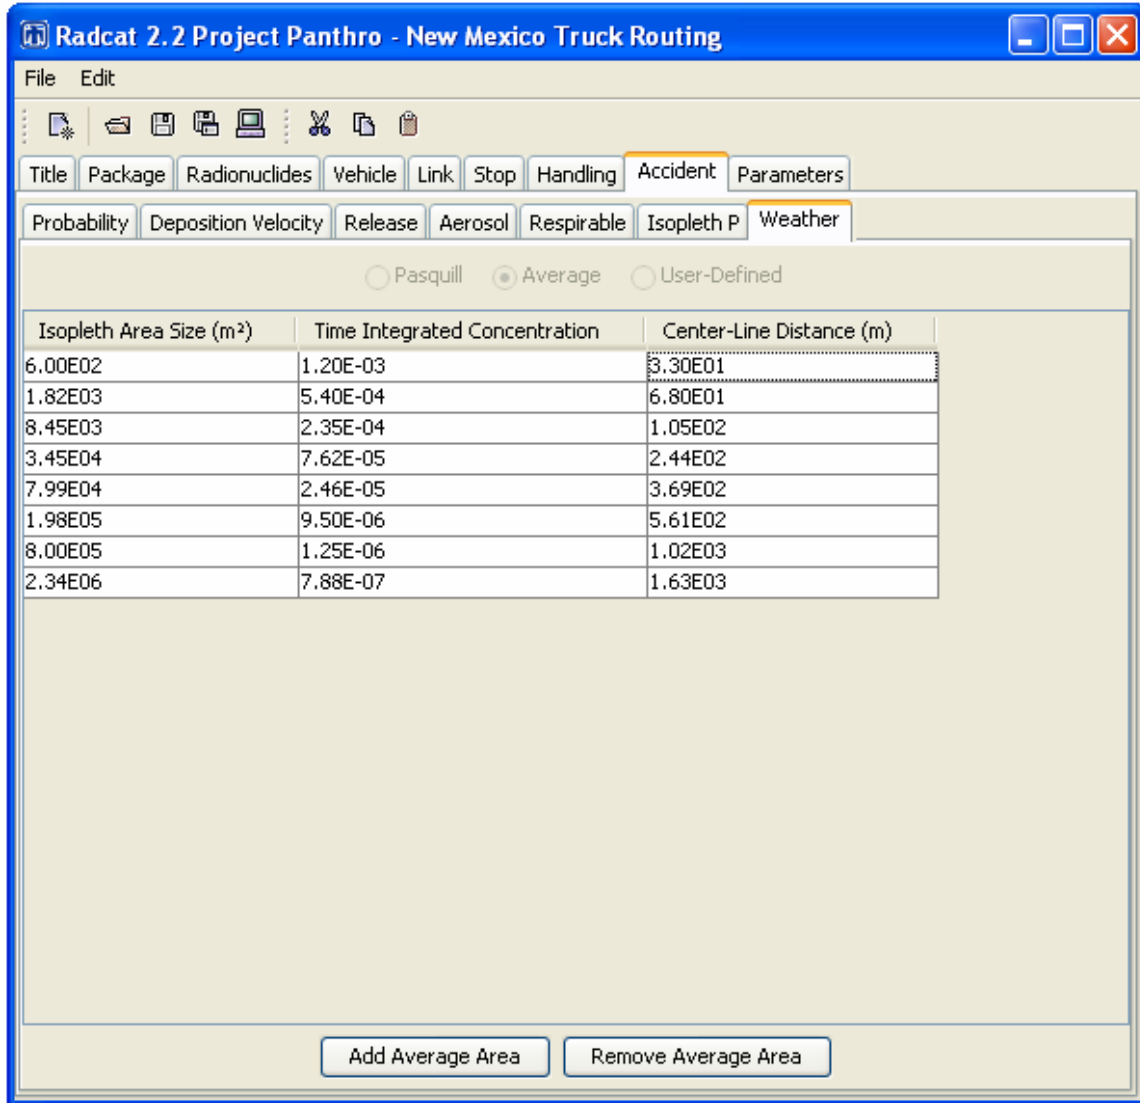 Radcat 2.2 Project Panthro - New Mexico Truck Routing
File Edit
Title Package Radionuclides Vehicle Link Stop Handling Accident Parameters
Probability Deposition Velocity Release Aerosol Respirable Isopleth P Weather
Pasquill Average User-Defined
Isopleth Area Size (m²) Time Integrated Concentration Center-Line Distance (m)
6.00E02 1.20E-03 3.30E01
1.82E03 5.40E-04 6.80E01
8.45E03 2.35E-04 1.05E02
3.45E04 7.62E-05 2.44E02
7.99E04 2.46E-05 3.69E02
1.98E05 9.50E-06 5.61E02
8.00E05 1.25E-06 1.02E03
2.34E06 7.88E-07 1.63E03
Add Average Area Remove Average Area